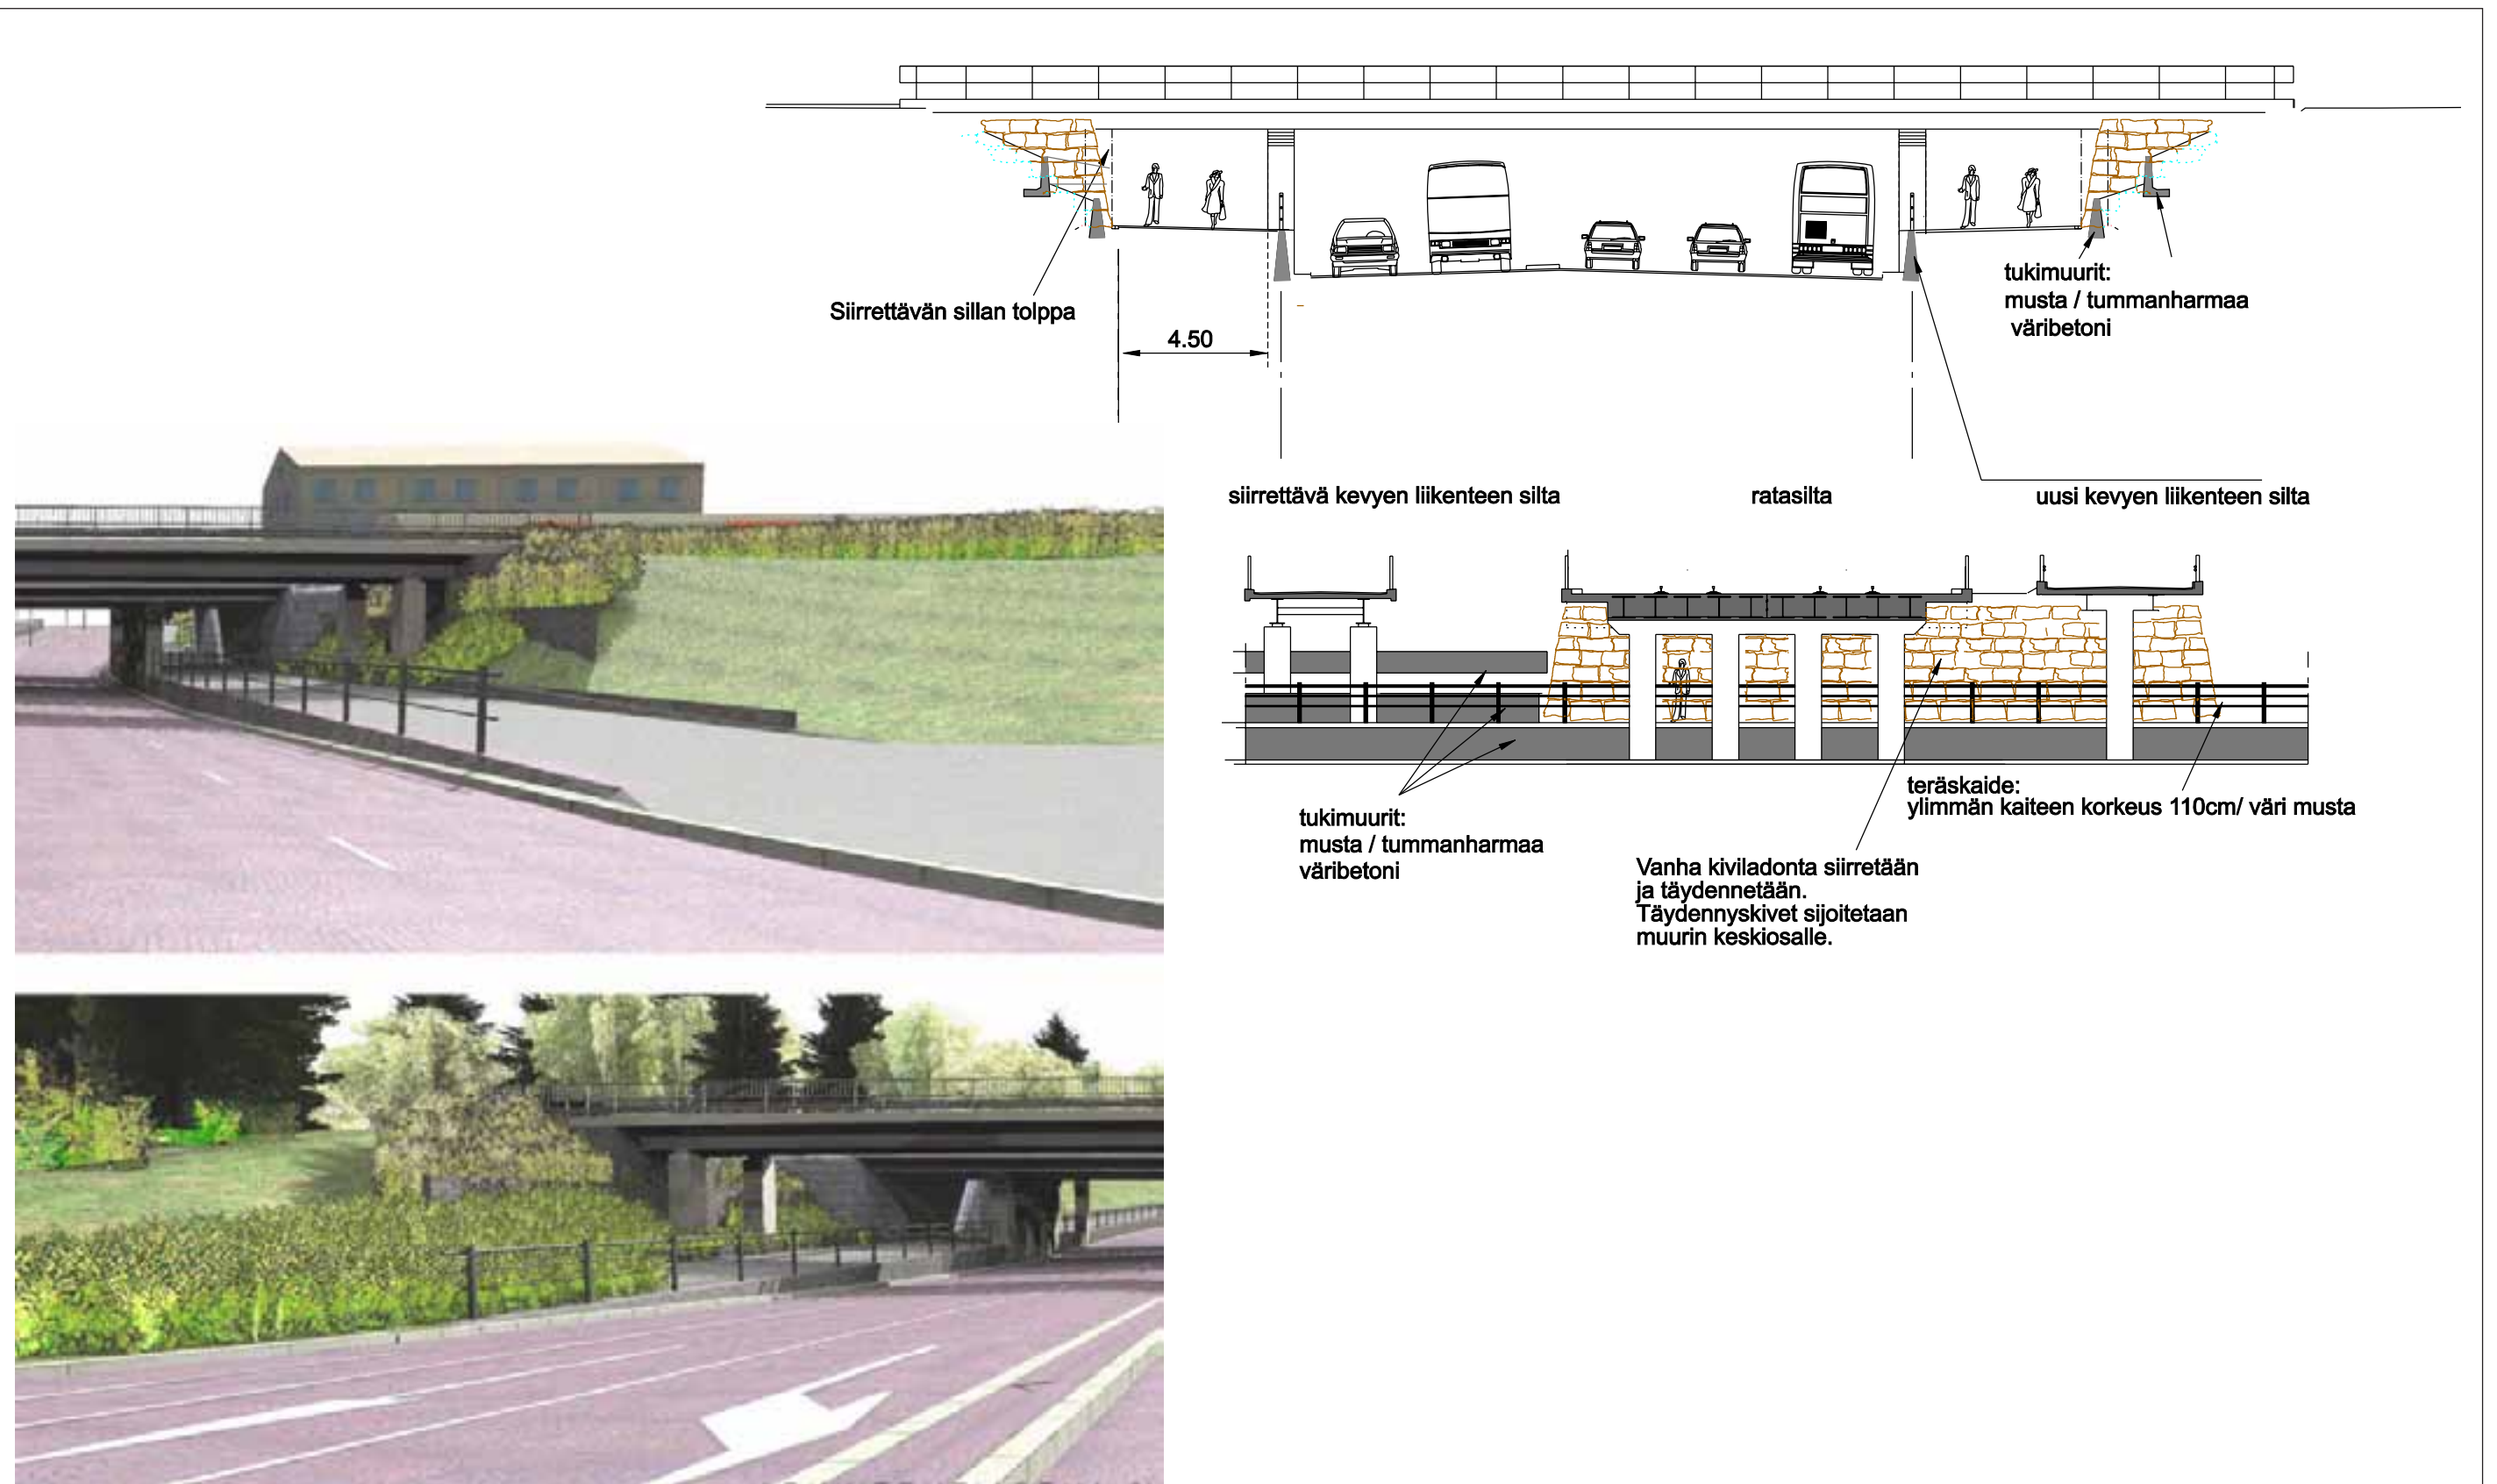 Siirrettävän sillan tolppa
4.50
tukimuurit:
musta / tummanharmaa
väribetoni
siirrettävä kevyen liikenteen silta
ratasilta
uusi kevyen liikenteen silta
tukimuurit:
musta / tummanharmaa
väribetoni
Vanha kiviladonta siirretään
ja täydennetään.
Täydennyskivet sijoitetaan
muurin keskiosalle.
teräskaide:
ylimmän kaiteen korkeus 110cm/ väri musta